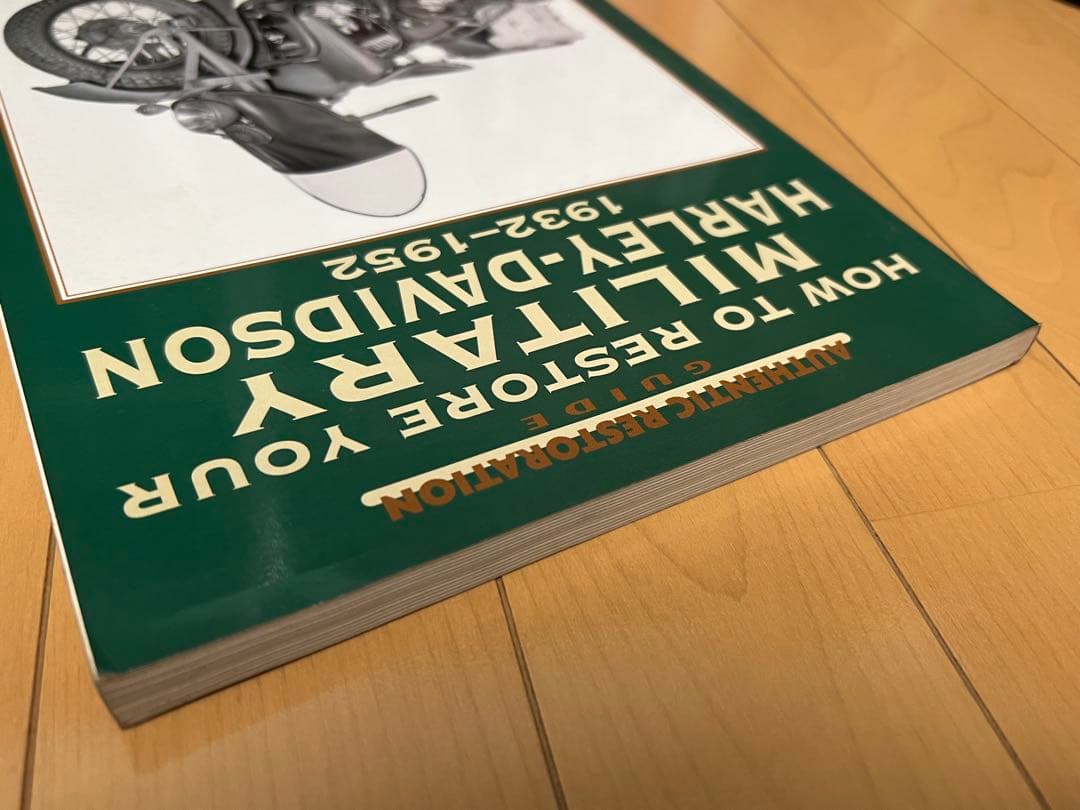 AUTHENTIC RESTORATION
GUIDE
HOW TO RESTORE YOUR
MILITARY
HARLEY-DAVIDSON
1932–1952